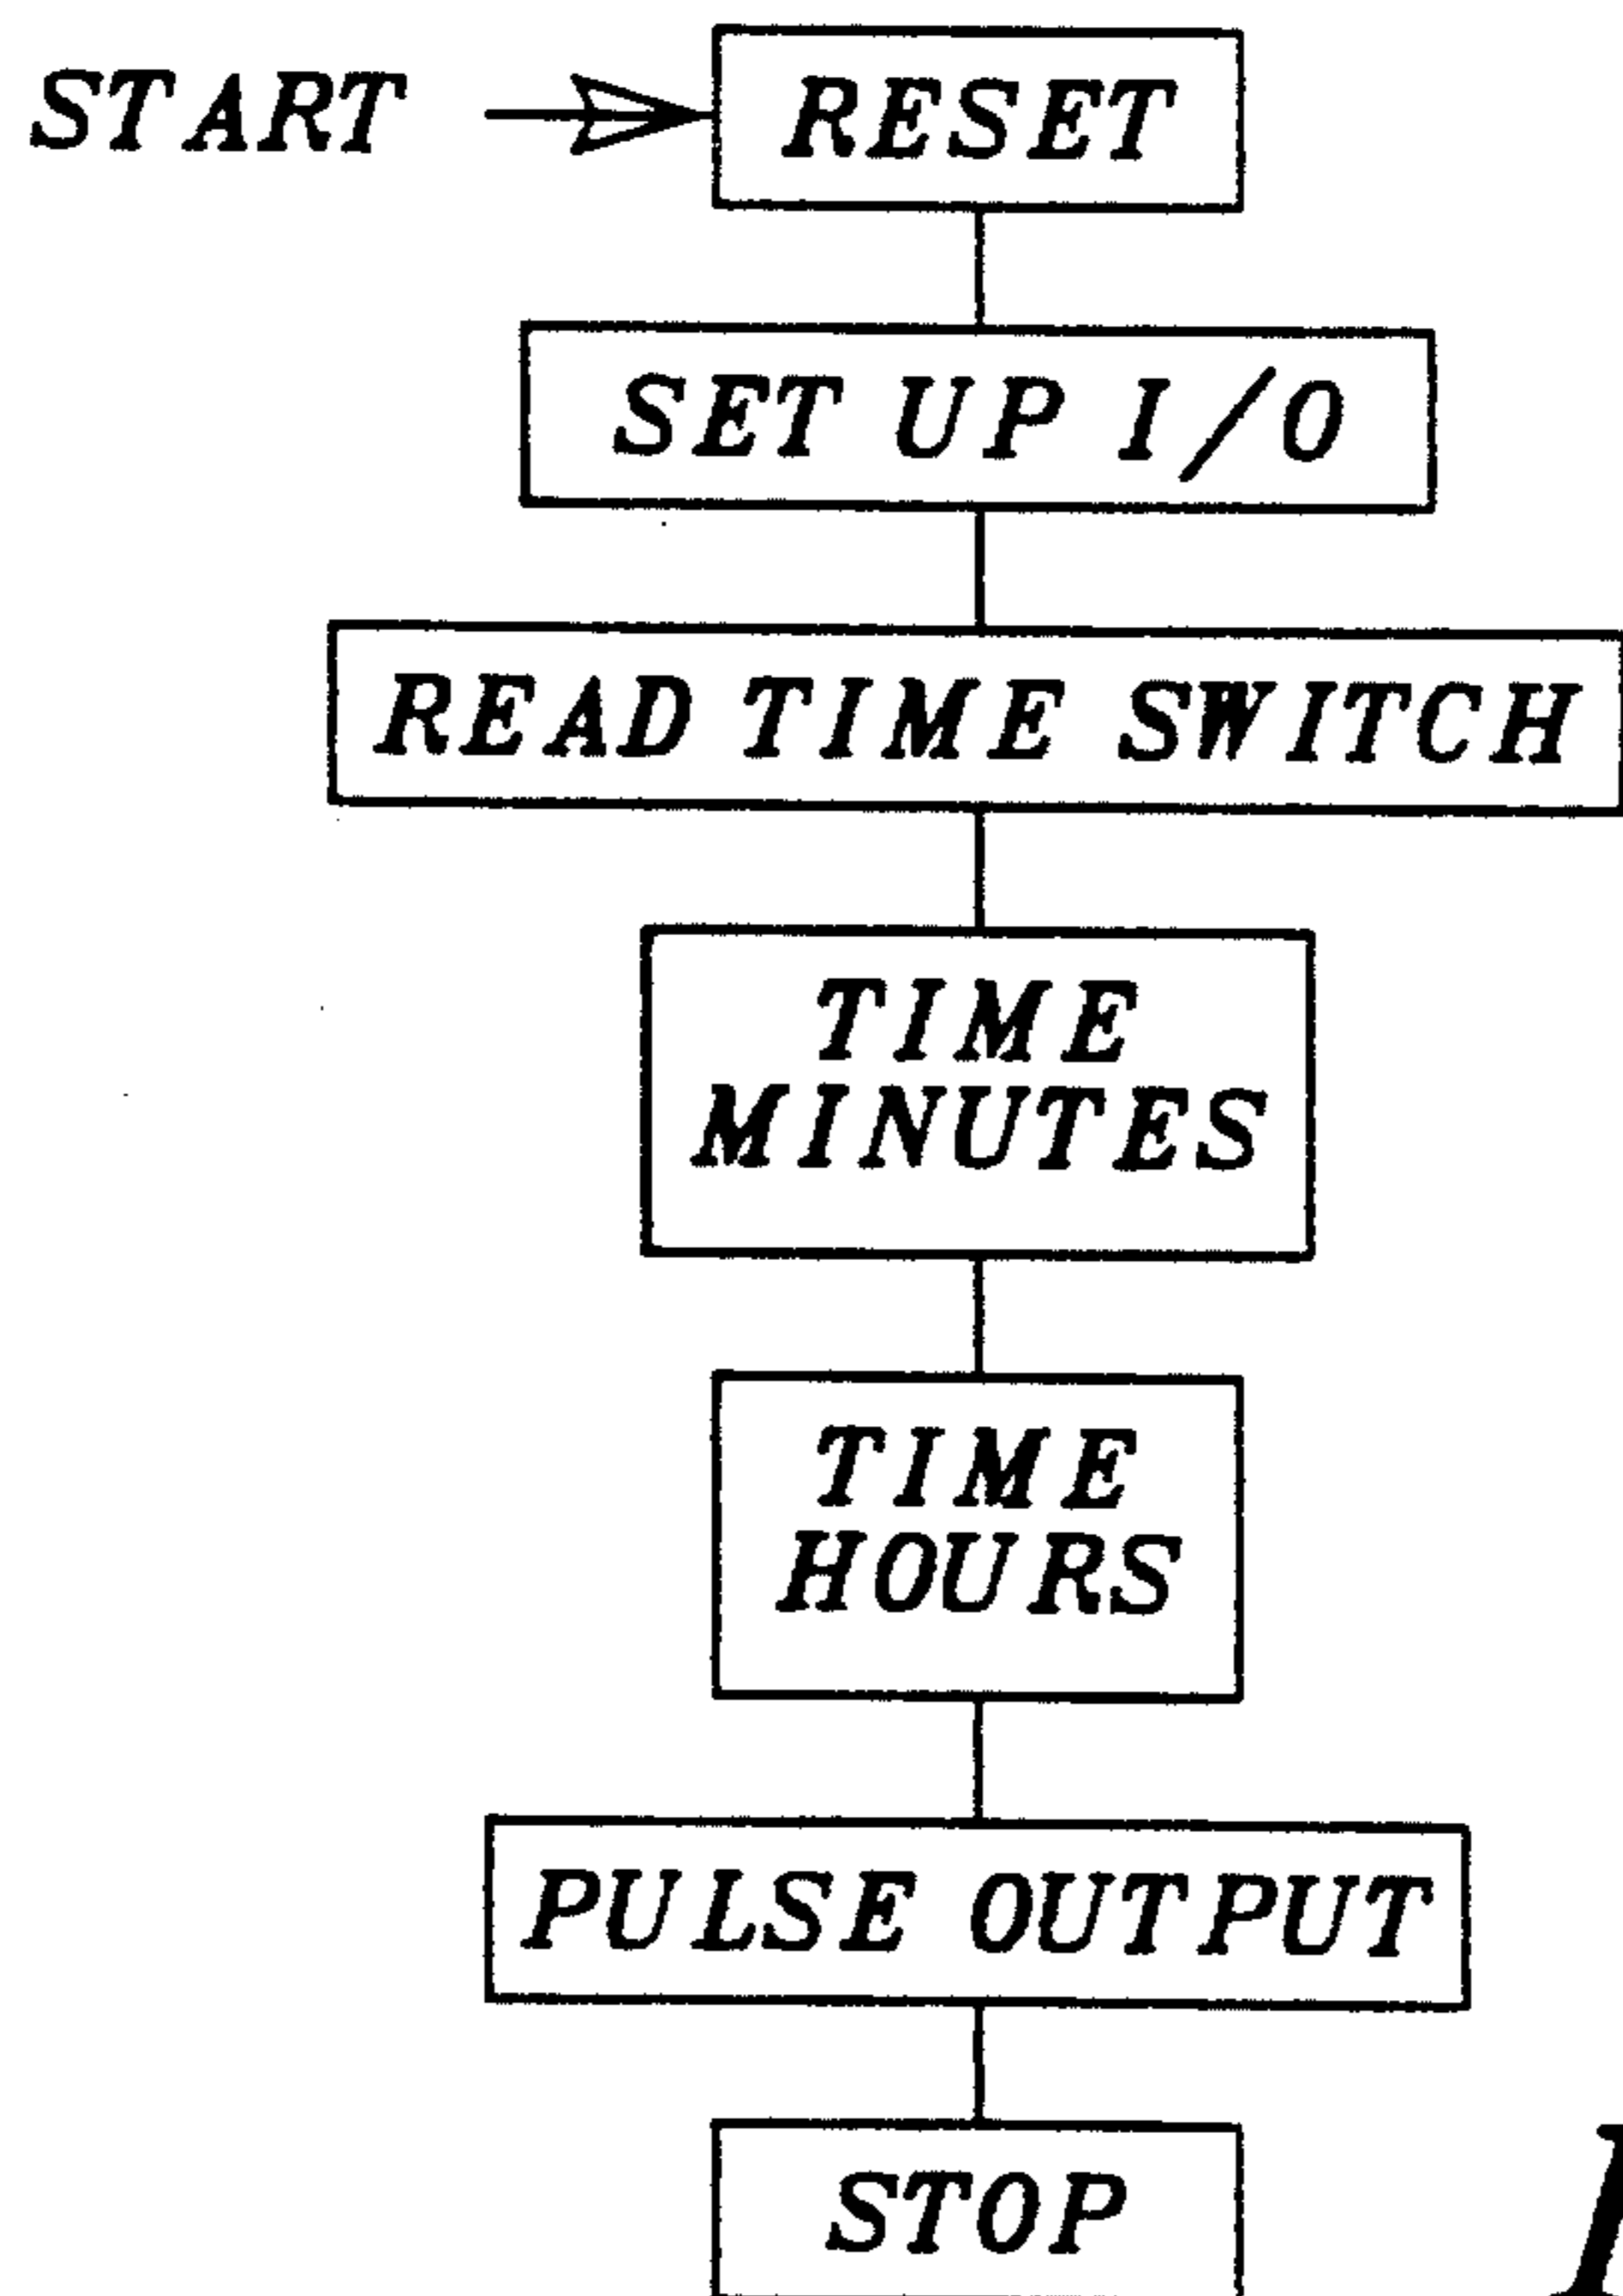 START
RESET
SET UP I/O
READ TIME SWITCH
TIME
MINUTES
TIME
HOURS
PULSE OUTPUT
STOP